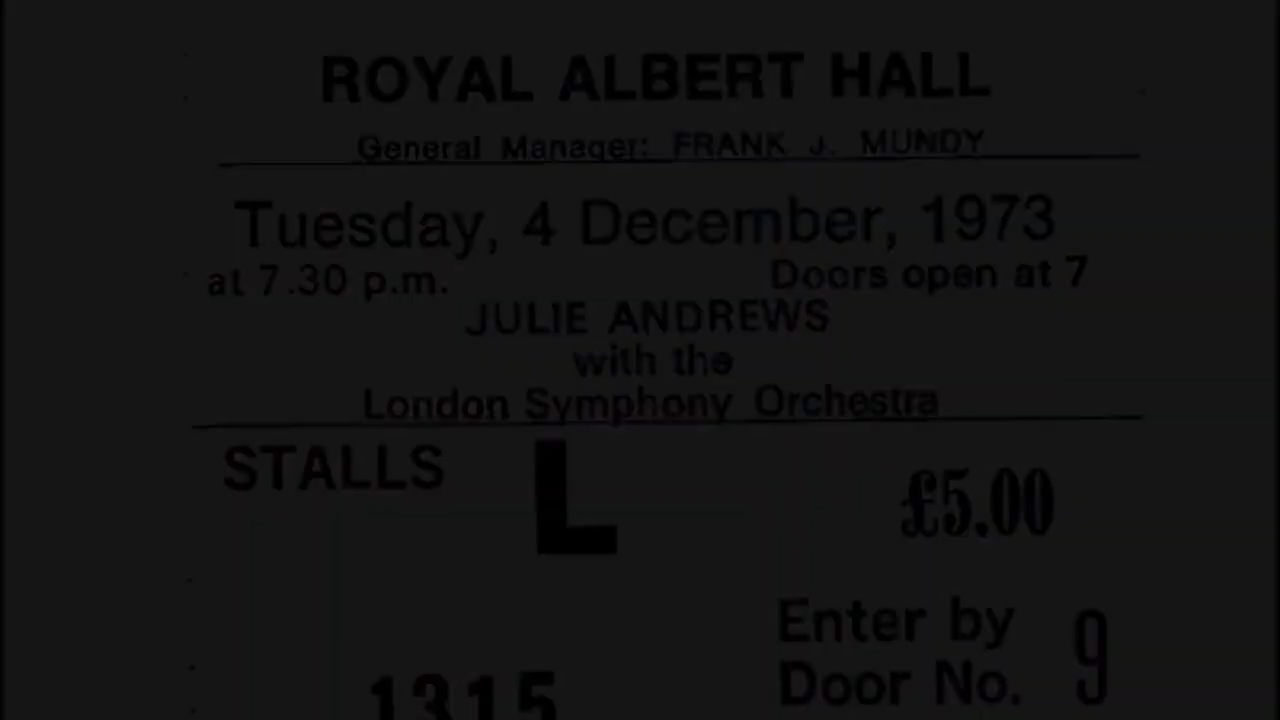 ROYAL ALBERT HALL
General Manager: FRANK J. MUNDY
Tuesday, 4 December, 1973
at 7.30 p.m. Doors open at 7
JULIE ANDREWS
with the
London Symphony Orchestra
STALLS L £5.00
Enter by
Door No. 9
1315